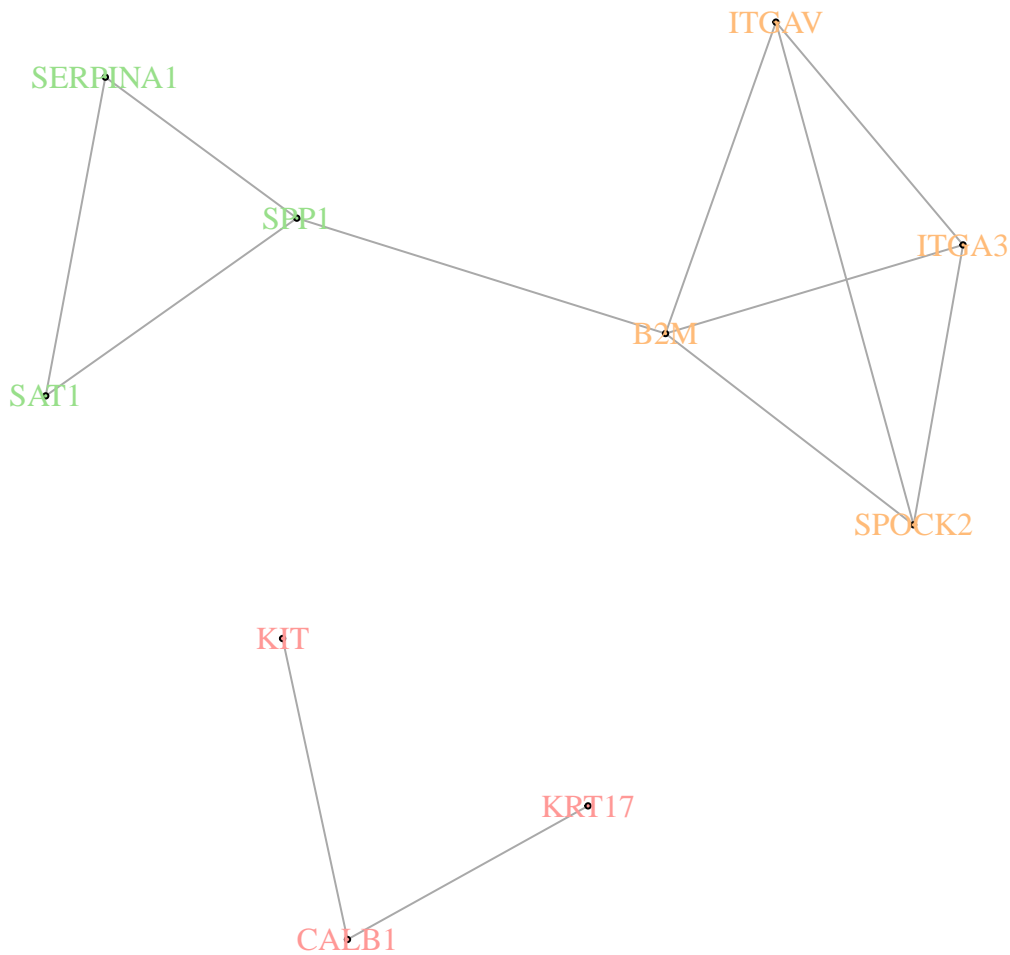 ITGAV
SERPINA1
SPP1
ITGA3
B2M
SAT1
SPOCK2
KIT
KRT17
CALB1